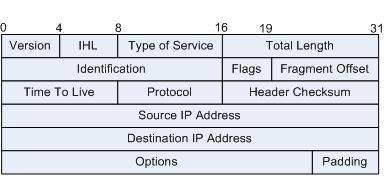 0 4 8 16 19 31
Version IHL Type of Service Total Length
Identification Flags Fragment Offset
Time To Live Protocol Header Checksum
Source IP Address
Destination IP Address
Options Padding